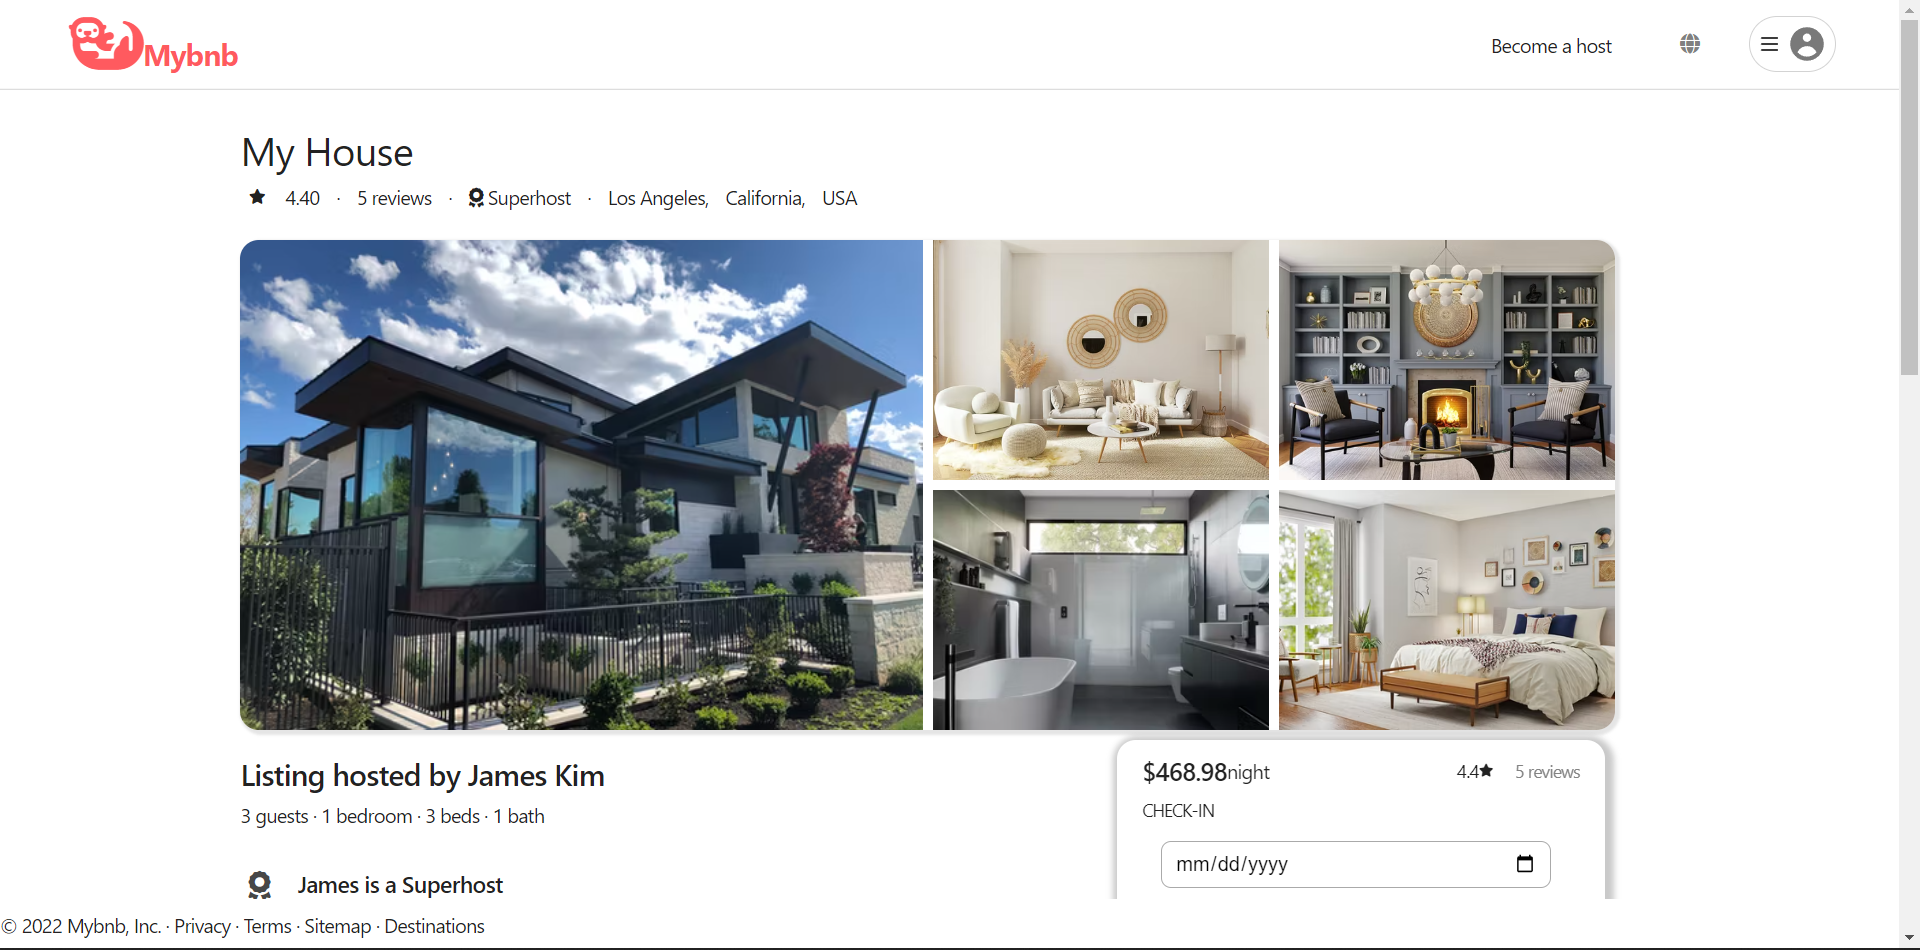 Mybnb
Become a host
My House
4.40 · 5 reviews · Superhost · Los Angeles, California, USA
Listing hosted by James Kim
3 guests · 1 bedroom · 3 beds · 1 bath
James is a Superhost
$468.98night 4.4 5 reviews
CHECK-IN
mm/dd/yyyy
© 2022 Mybnb, Inc. · Privacy · Terms · Sitemap · Destinations